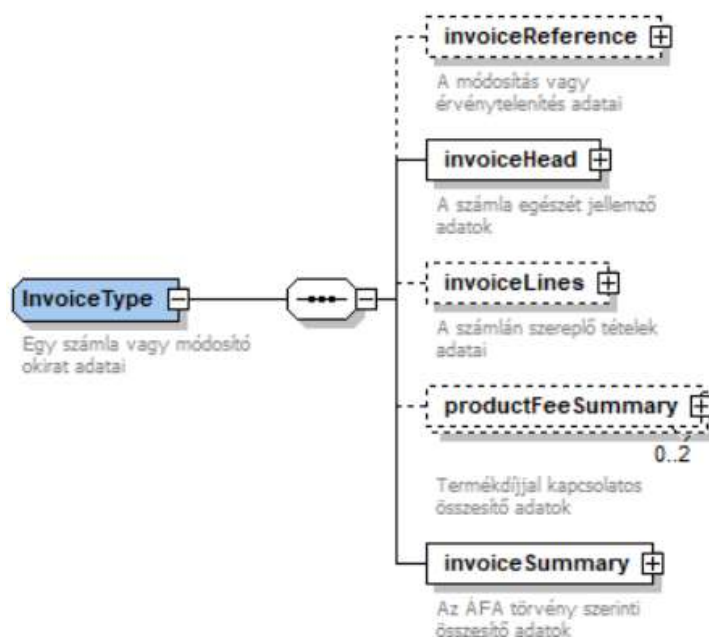 invoiceReference
A módosítás vagy
érvénytelenítés adatai
invoiceHead
A számla egészét jellemző
adatok
InvoiceType
Egy számla vagy módosító
okirat adatai
invoiceLines
A számlán szereplő tételek
adatai
productFeeSummary
0..2
Termékdíjjal kapcsolatos
összesítő adatok
invoiceSummary
Az ÁFA törvény szerinti
összesítő adatok